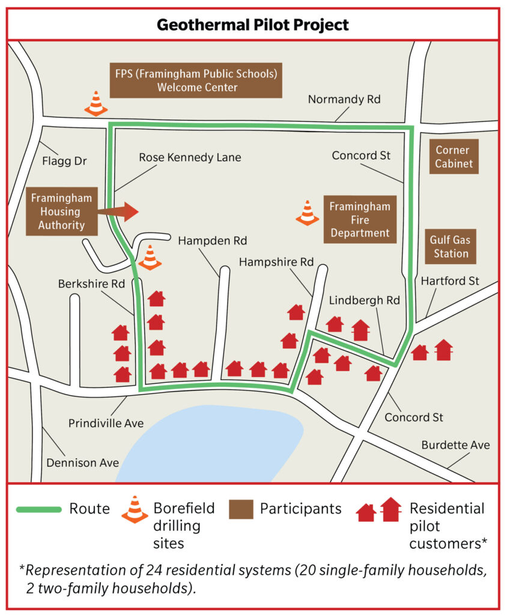 Geothermal Pilot Project
FPS (Framingham Public Schools)
Welcome Center
Normandy Rd
Flagg Dr
Rose Kennedy Lane
Concord St
Corner
Cabinet
Framingham
Housing
Authority
Framingham
Fire
Department
Hampden Rd
Gulf Gas
Station
Hampshire Rd
Berkshire Rd
Lindbergh Rd
Hartford St
Prindiville Ave
Concord St
Burdette Ave
Dennison Ave
Route
Borefield
drilling
sites
Participants
Residential
pilot
customers*
*Representation of 24 residential systems (20 single-family households,
2 two-family households).